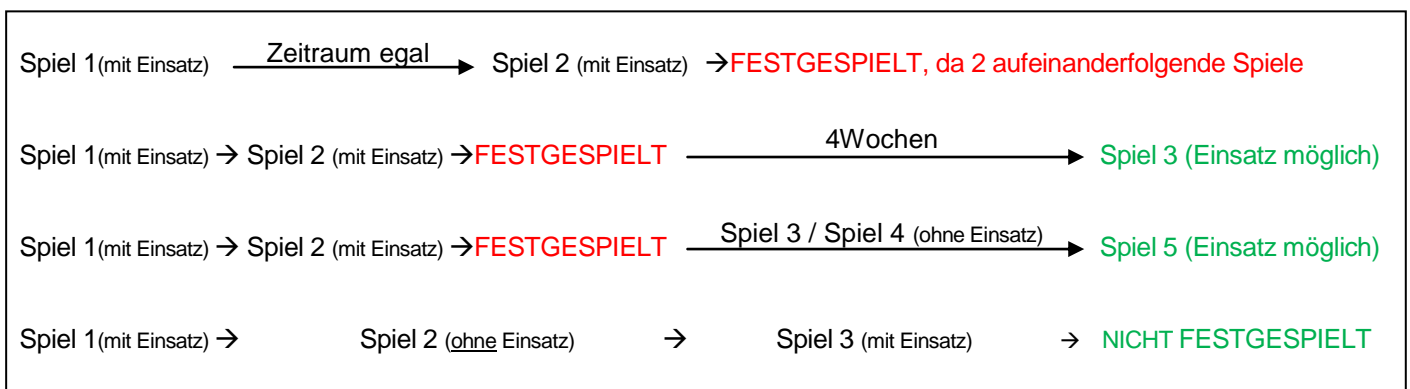 Spiel 1(mit Einsatz) Zeitraum egal Spiel 2 (mit Einsatz) →FESTGESPIELT, da 2 aufeinanderfolgende Spiele
Spiel 1(mit Einsatz) → Spiel 2 (mit Einsatz) →FESTGESPIELT 4Wochen Spiel 3 (Einsatz möglich)
Spiel 1(mit Einsatz) → Spiel 2 (mit Einsatz) →FESTGESPIELT Spiel 3 / Spiel 4 (ohne Einsatz) Spiel 5 (Einsatz möglich)
Spiel 1(mit Einsatz) → Spiel 2 (ohne Einsatz) → Spiel 3 (mit Einsatz) → NICHT FESTGESPIELT